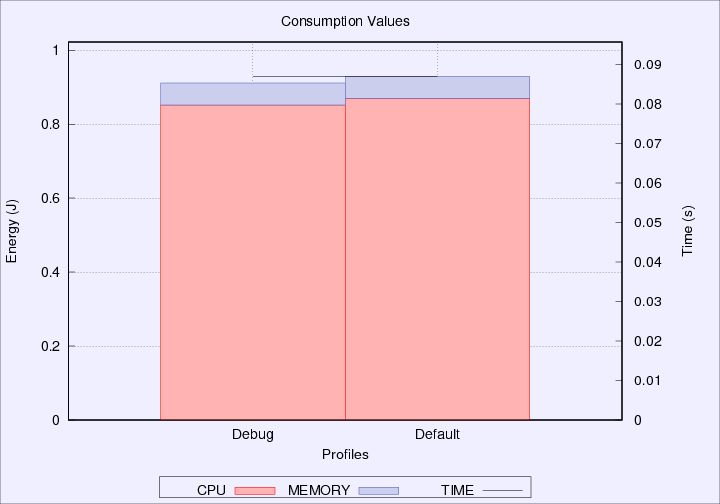 Consumption Values
1
0.8
0.6
0.4
0.2
0
Energy (J)
0.09
0.08
0.07
0.06
0.05
0.04
0.03
0.02
0.01
0
Time (s)
Debug Default
Profiles
CPU MEMORY TIME